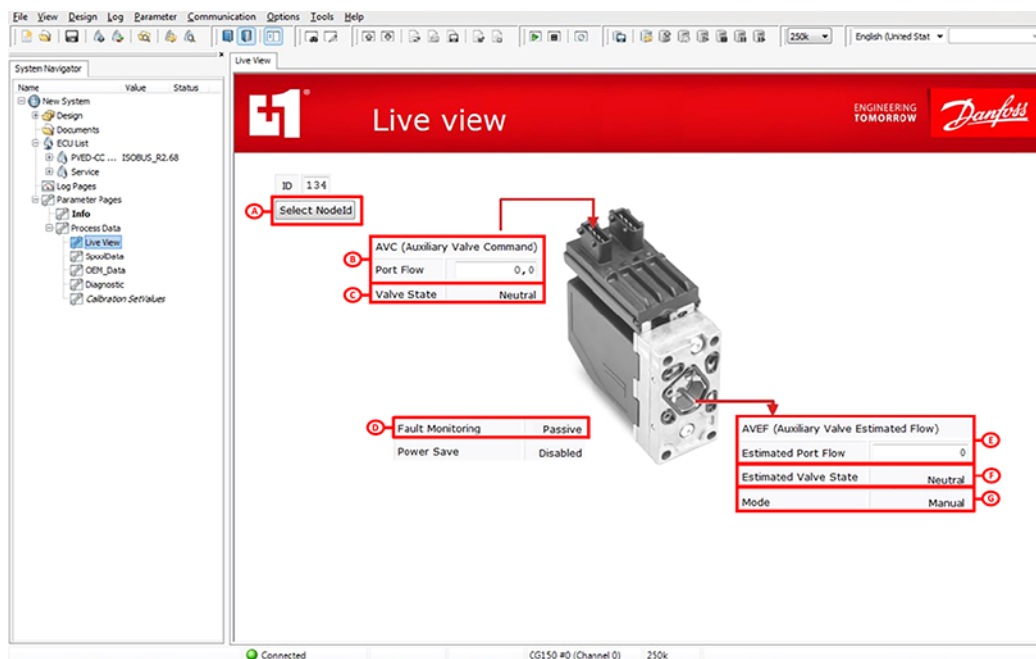 File View Design Log Parameter Communication Options Tools Help
250k
English (United Stat
System Navigator
Live View
Name Value Status
New System
Design
Documents
ECU List
PVED-CC ... ISOBUS_R2.68
Service
Log Pages
Parameter Pages
Info
Process Data
Live View
SpoolData
OEM_Data
Diagnostic
Calibration SetValues
+1
Live view
ENGINEERING
TOMORROW
Danfoss
ID 134
A
Select NodeId
AVC (Auxiliary Valve Command)
B
Port Flow 0,0
C
Valve State Neutral
D
Fault Monitoring Passive
Power Save Disabled
AVEF (Auxiliary Valve Estimated Flow)
E
Estimated Port Flow 0
Estimated Valve State Neutral
F
Mode Manual
G
Connected CG150 #0 (Channel 0) 250k